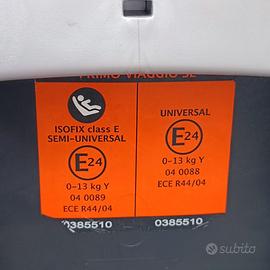 PRIMO VIAGGIO SL
ISOFIX class E
SEMI-UNIVERSAL
E24
0–13 kg Y
04 0089
ECE R44/04
0385510
UNIVERSAL
E24
0–13 kg Y
04 0088
ECE R44/04
0385510
subito